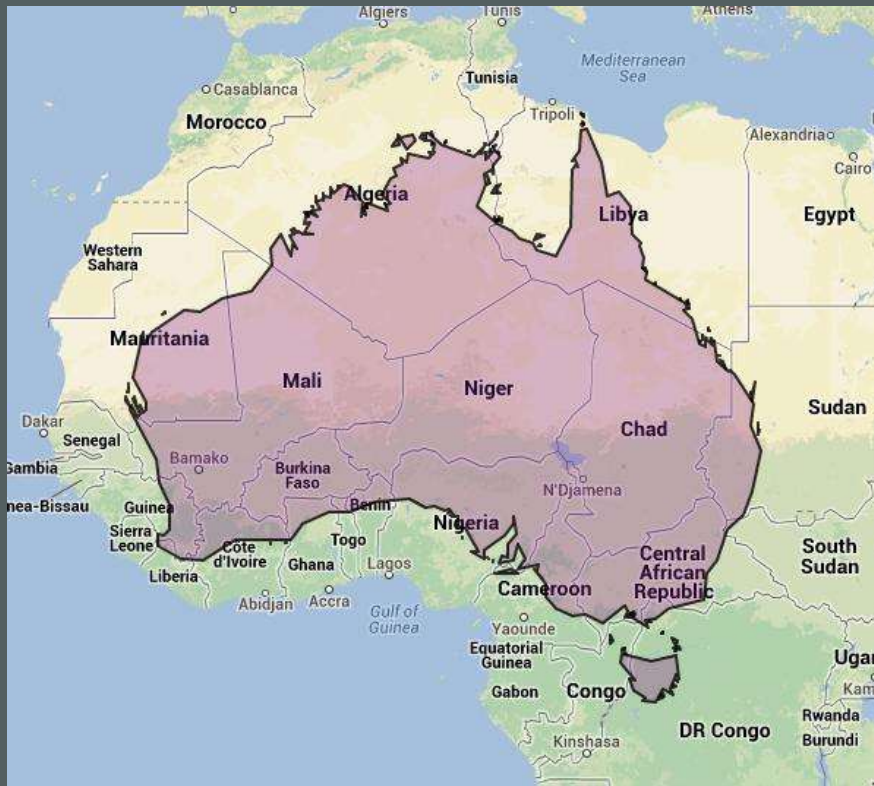 Algiers
Tunis
Athens
Mediterranean
Sea
Casablanca
Tunisia
Morocco
Tripoli
Alexandria
Cairo
Algeria
Libya
Egypt
Western
Sahara
Mauritania
Mali
Niger
Sudan
Chad
Dakar
Senegal
Gambia
Bamako
Burkina
Faso
N'Djamena
nea-Bissau
Guinea
Benin
Nigeria
Sierra
Leone
Côte
d'Ivoire
Togo
Ghana
Lagos
Liberia
Central
African
Republic
South
Sudan
Cameroon
Abidjan
Accra
Gulf of
Guinea
Yaounde
Equatorial
Guinea
Gabon
Congo
Ugan
Kam
DR Congo
Rwanda
Burundi
Kinshasa